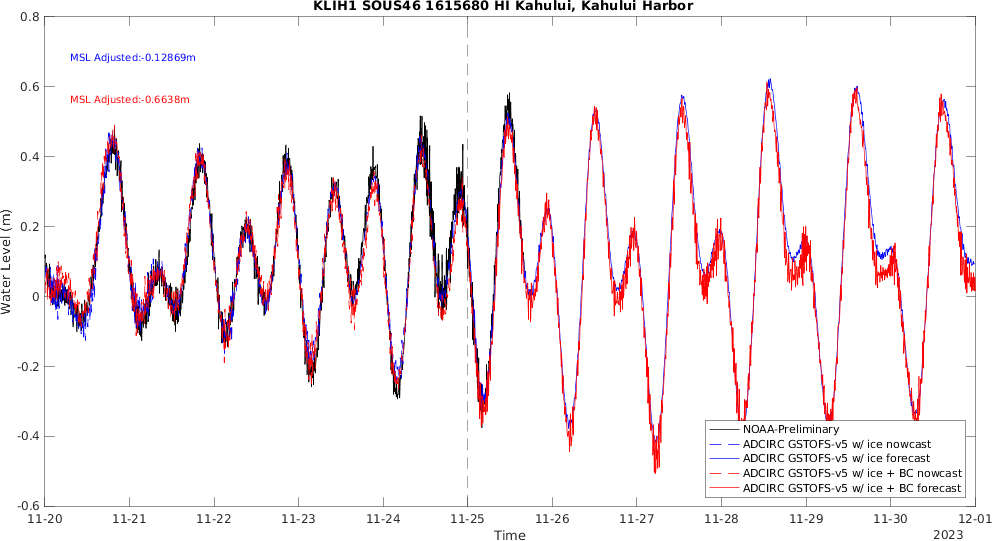 KLIH1 SOUS46 1615680 HI Kahului, Kahului Harbor
0.8
MSL Adjusted:-0.12869m
0.6
MSL Adjusted:-0.6638m
0.4
0.2
Water Level (m)
0
-0.2
-0.4
NOAA-Preliminary
ADCIRC GSTOFS-v5 w/ ice nowcast
ADCIRC GSTOFS-v5 w/ ice forecast
ADCIRC GSTOFS-v5 w/ ice + BC nowcast
ADCIRC GSTOFS-v5 w/ ice + BC forecast
-0.6
11-20 11-21 11-22 11-23 11-24 11-25 11-26 11-27 11-28 11-29 11-30 12-01
Time
2023